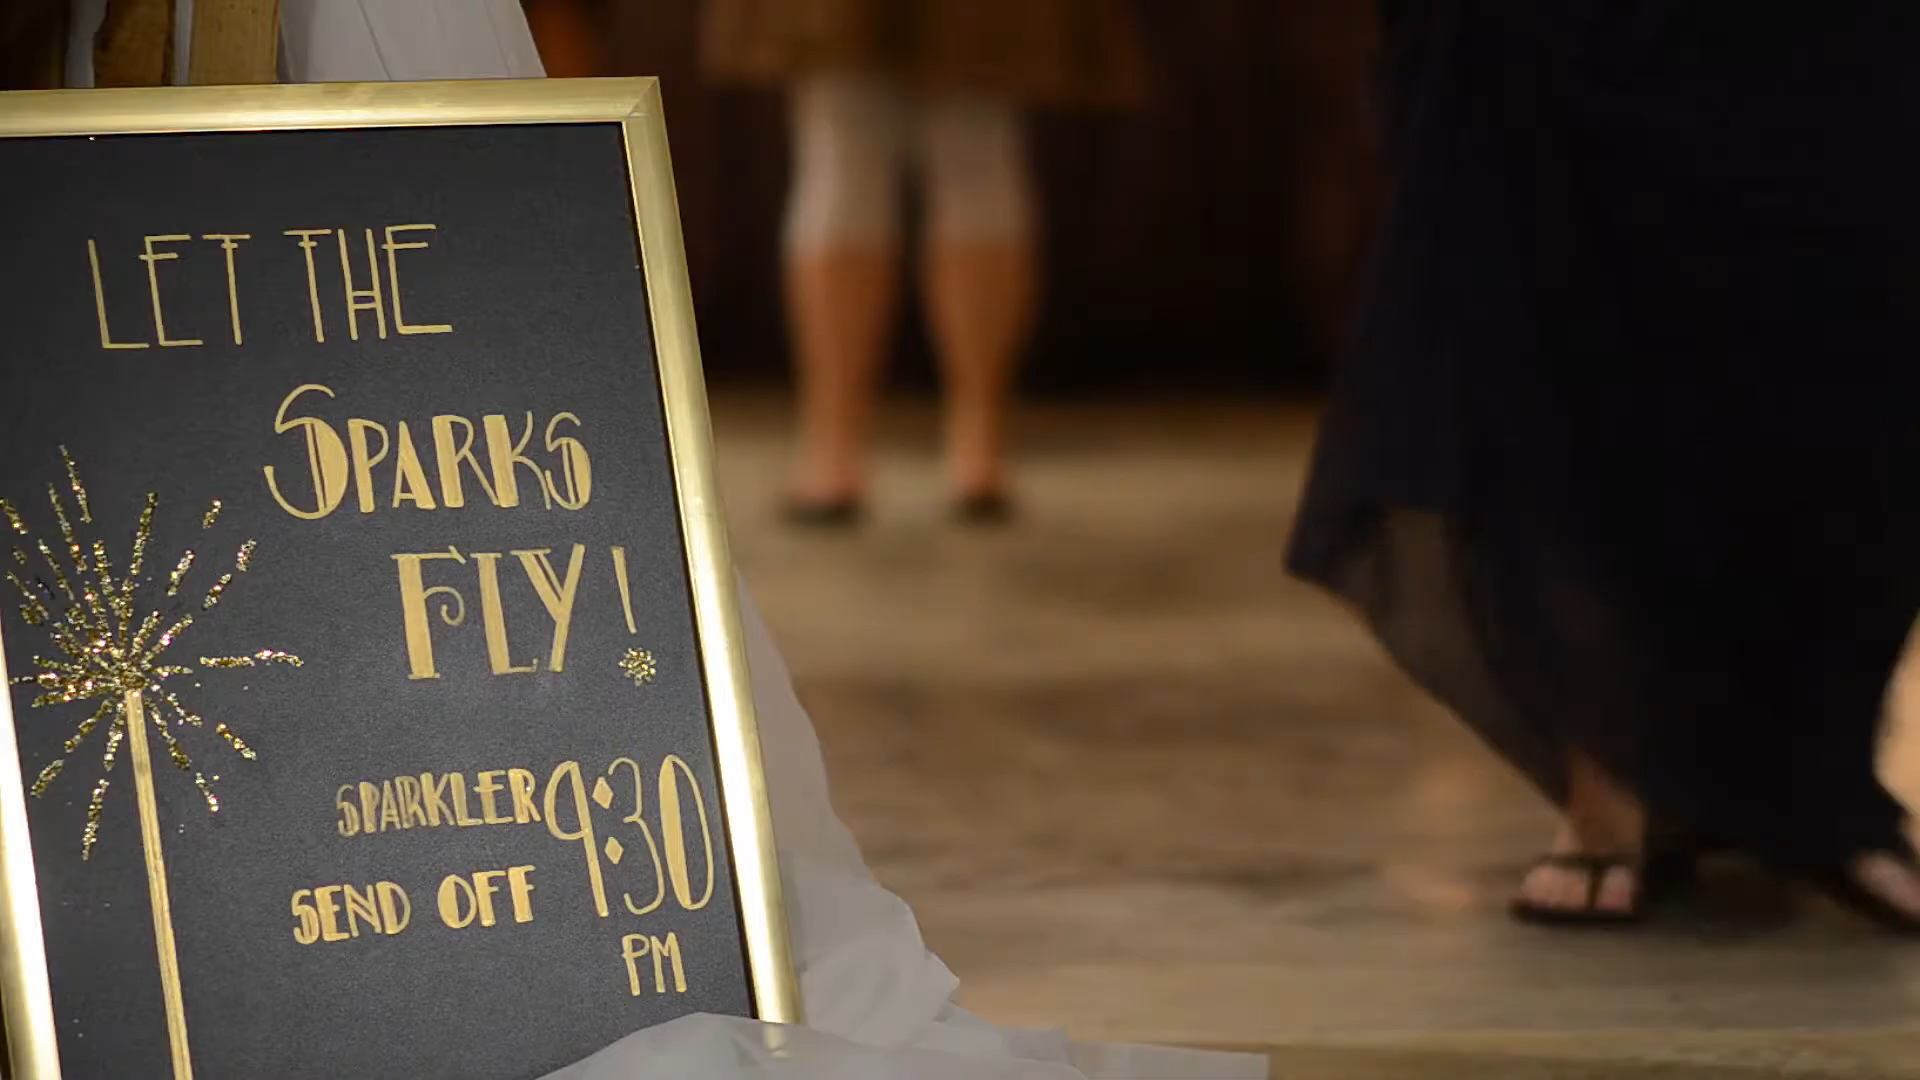 LET THE
SPARKS
FLY!
SPARKLER 9:30
SEND OFF
PM